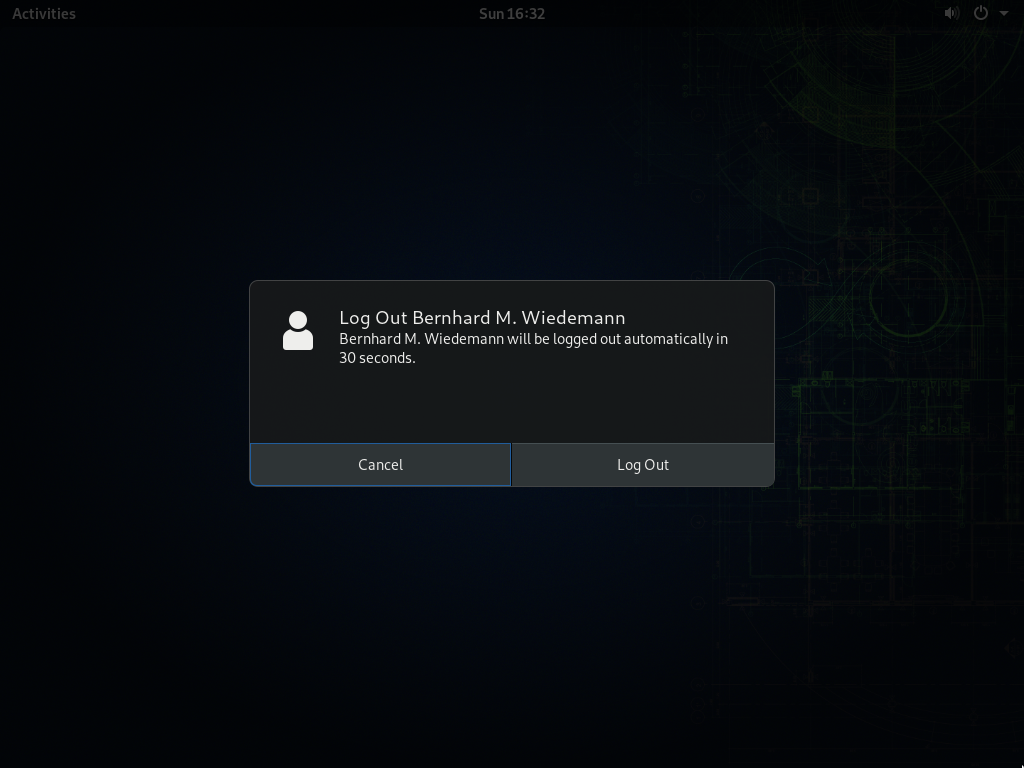 Activities
Sun 16:32
Log Out Bernhard M. Wiedemann
Bernhard M. Wiedemann will be logged out automatically in
30 seconds.
Cancel
Log Out